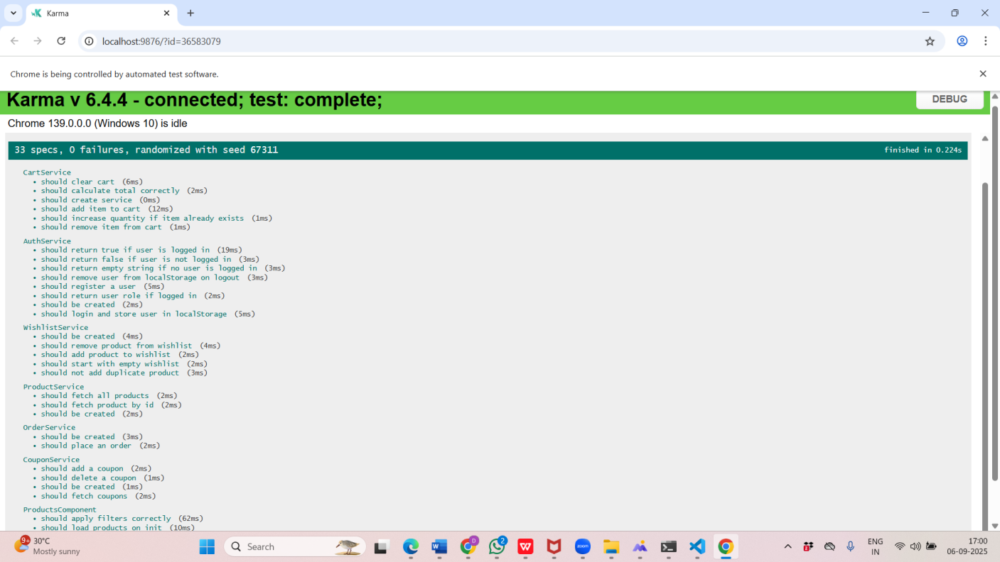 Karma
localhost:9876/?id=36583079
Chrome is being controlled by automated test software.
Karma v 6.4.4 - connected; test: complete;
DEBUG
Chrome 139.0.0.0 (Windows 10) is idle
33 specs, 0 failures, randomized with seed 67311
finished in 0.224s
CartService
• should clear cart (6ms)
• should calculate total correctly (2ms)
• should create service (0ms)
• should add item to cart (12ms)
• should increase quantity if item already exists (1ms)
• should remove item from cart (1ms)
AuthService
• should return true if user is logged in (19ms)
• should return false if user is not logged in (3ms)
• should return empty string if no user is logged in (3ms)
• should remove user from localStorage on logout (3ms)
• should register a user (5ms)
• should return user role if logged in (2ms)
• should be created (2ms)
• should login and store user in localStorage (5ms)
WishlistService
• should be created (4ms)
• should remove product from wishlist (4ms)
• should add product to wishlist (2ms)
• should start with empty wishlist (2ms)
• should not add duplicate product (3ms)
ProductService
• should fetch all products (2ms)
• should fetch product by id (2ms)
• should be created (2ms)
OrderService
• should be created (3ms)
• should place an order (2ms)
CouponService
• should add a coupon (2ms)
• should delete a coupon (1ms)
• should be created (1ms)
• should fetch coupons (2ms)
ProductsComponent
• should apply filters correctly (62ms)
• should load products on init (10ms)
9+
30°C
Mostly sunny
Search
W
D
2
W
zoom
ENG
IN
17:00
06-09-2025